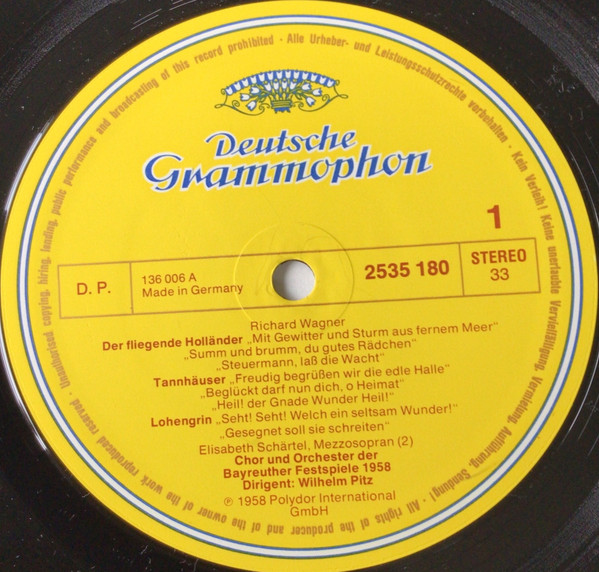 Deutsche
Grammophon
1
D. P.
136 006 A
Made in Germany
2535 180
STEREO
33
Richard Wagner
Der fliegende Holländer „Mit Gewitter und Sturm aus fernem Meer“
„Summ und brumm, du gutes Rädchen“
„Steuermann, laß die Wacht“
Tannhäuser „Freudig begrüßen wir die edle Halle“
„Beglückt darf nun dich, o Heimat“
„Heil! der Gnade Wunder Heil!“
Lohengrin „Seht! Seht! Welch ein seltsam Wunder!“
„Gesegnet soll sie schreiten“
Elisabeth Schärtel, Mezzosopran (2)
Chor und Orchester der
Bayreuther Festspiele 1958
Dirigent: Wilhelm Pitz
℗ 1958 Polydor International
GmbH
Alle Urheber- und Leistungsschutzrechte vorbehalten · Kein Verleih! Keine unerlaubte Vervielfältigung, Vermietung, Aufführung, Sendung! · All rights of the producer and of the owner of the work reproduced reserved · Unauthorised copying, hiring, lending, public performance and broadcasting of this record prohibited ·